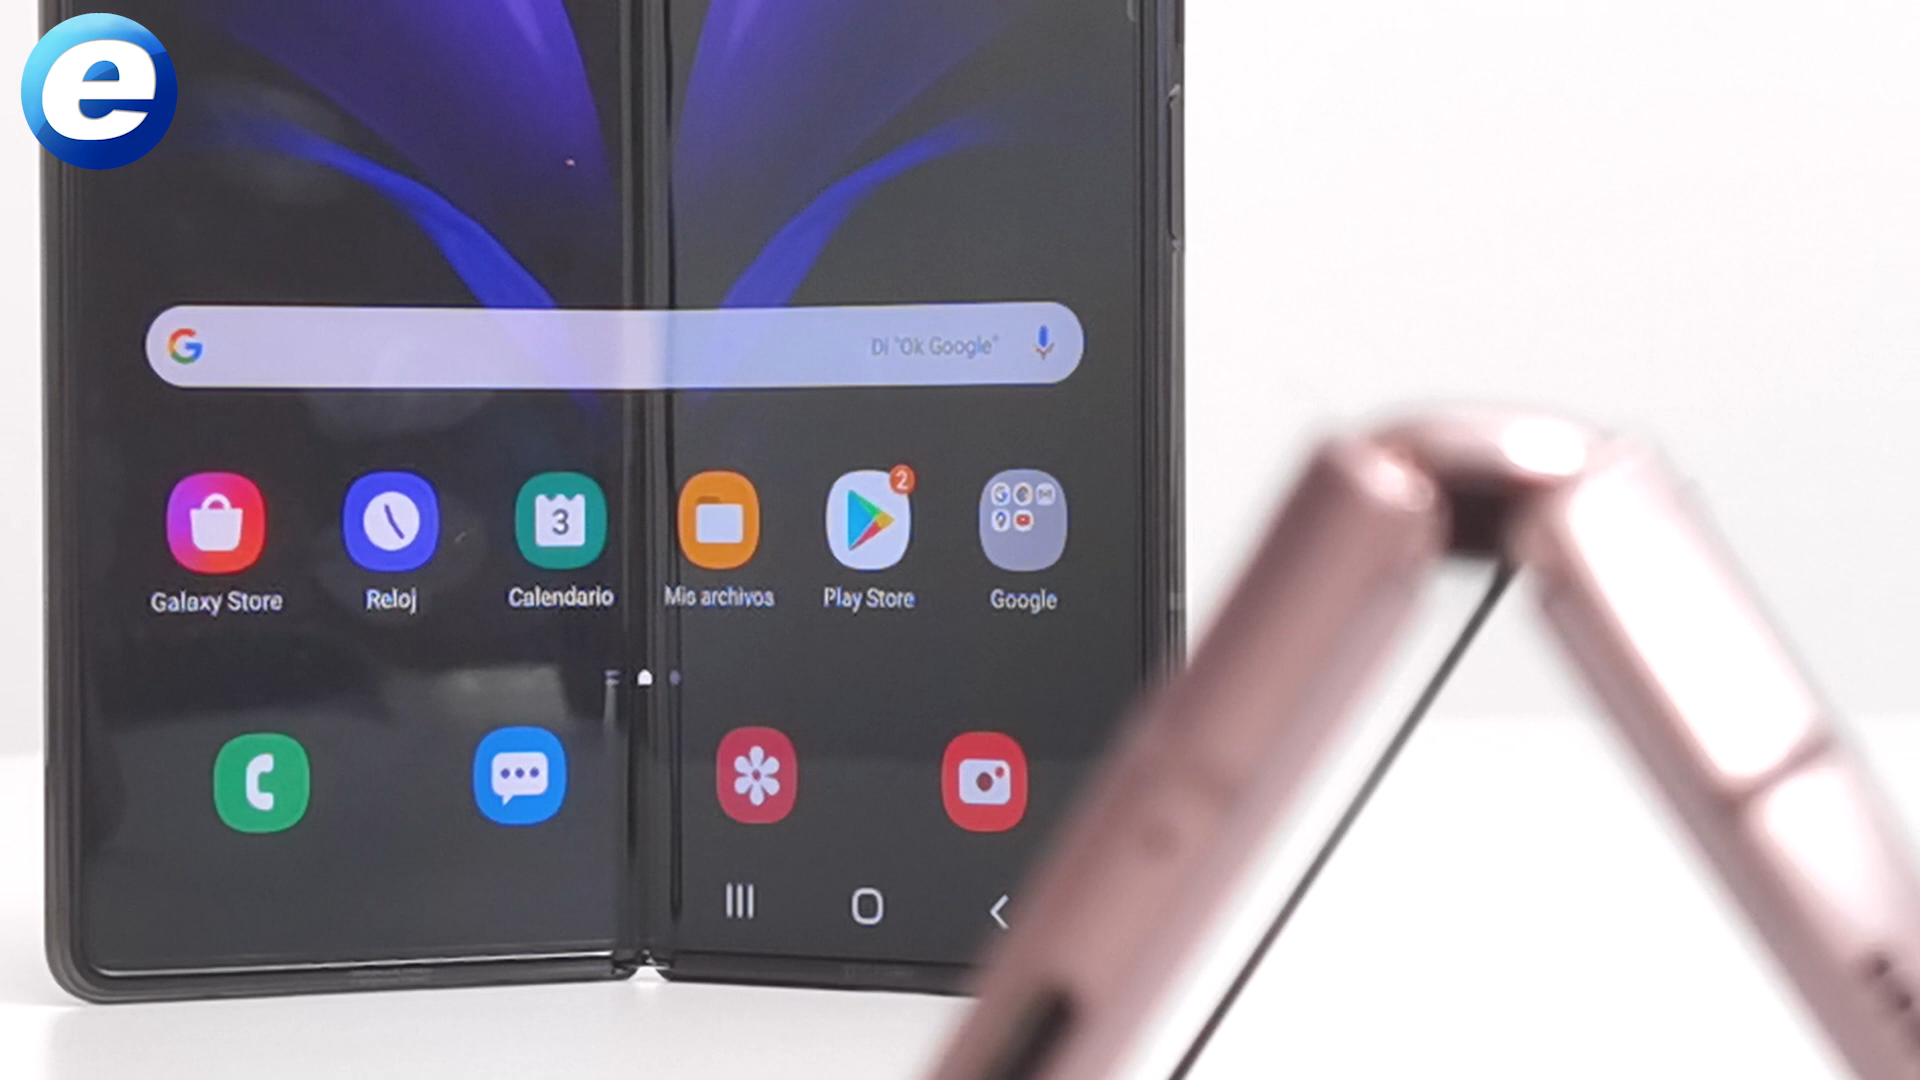 e
G
Di "Ok Google"
3
2
Galaxy Store
Reloj
Calendario
Mis archivos
Play Store
Google